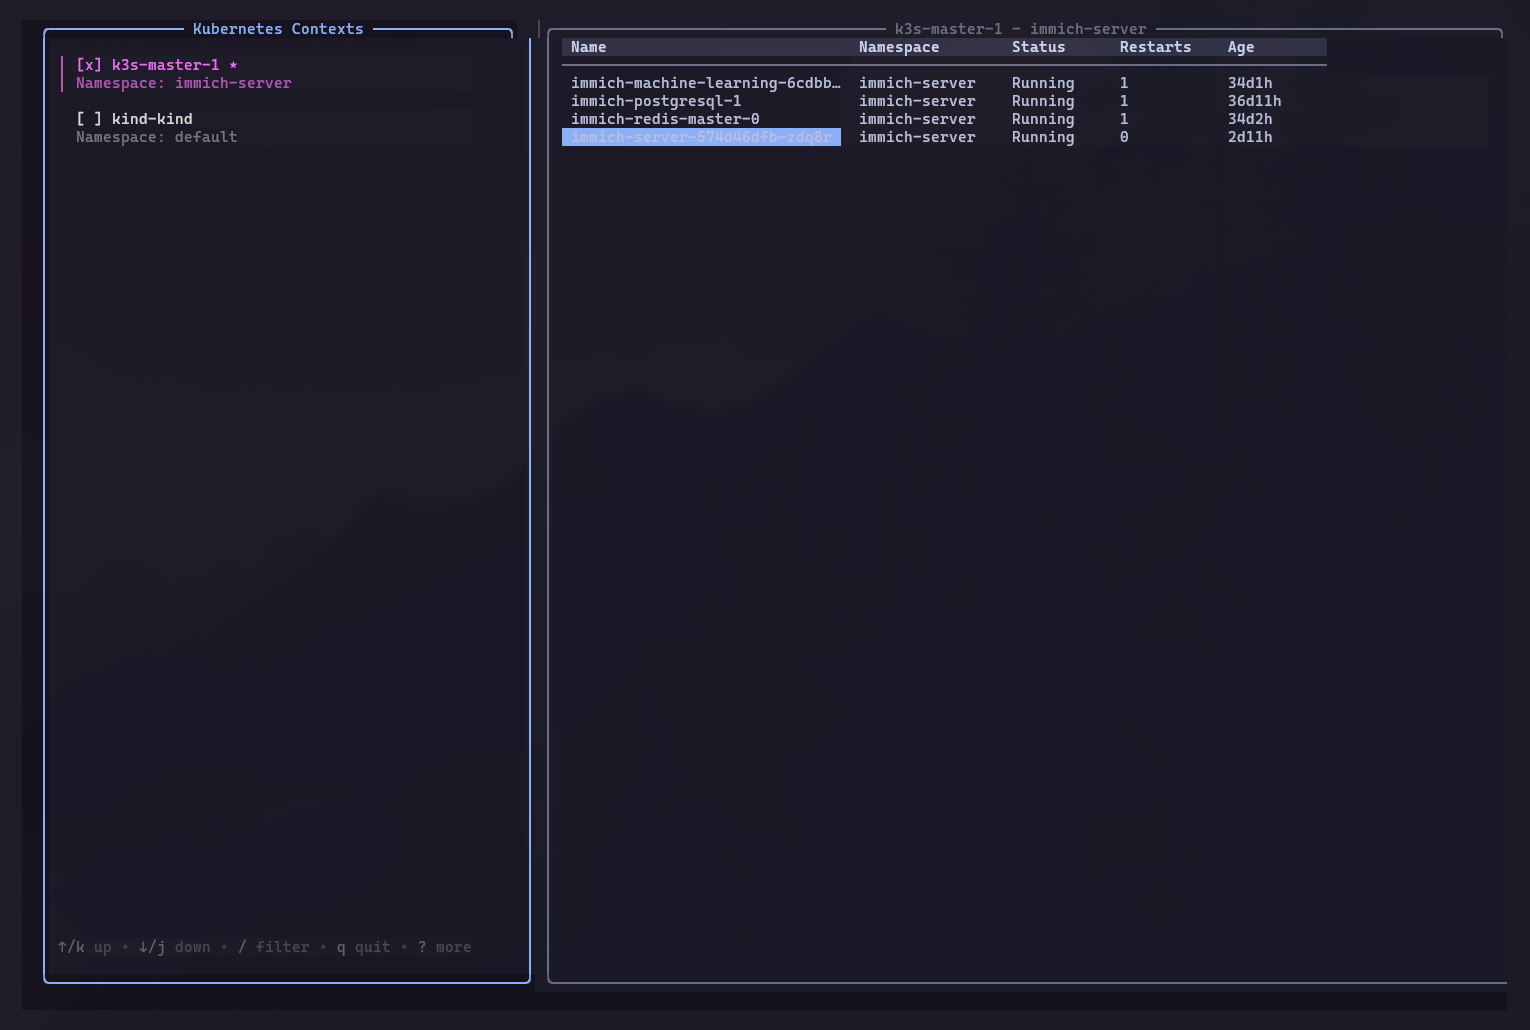 Kubernetes Contexts
[x] k3s-master-1 ★
Namespace: immich-server
[ ] kind-kind
Namespace: default
↑/k up • ↓/j down • / filter • q quit • ? more
k3s-master-1 - immich-server
Name Namespace Status Restarts Age
immich-machine-learning-6cdbb… immich-server Running 1 34d1h
immich-postgresql-1 immich-server Running 1 36d11h
immich-redis-master-0 immich-server Running 1 34d2h
immich-server-574d46dfb-zdq8r immich-server Running 0 2d11h